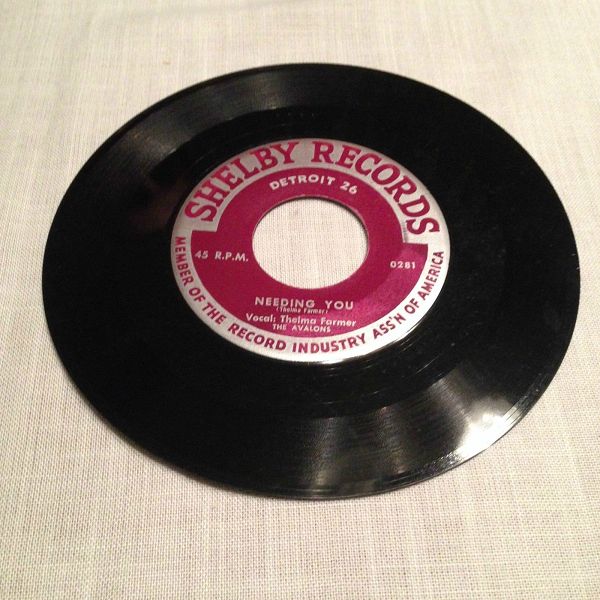 SHELBY RECORDS
DETROIT 26
45 R.P.M.
0281
NEEDING YOU
(Thelma Farmer)
Vocal: Thelma Farmer
THE AVALONS
MEMBER OF THE RECORD INDUSTRY ASS'N OF AMERICA